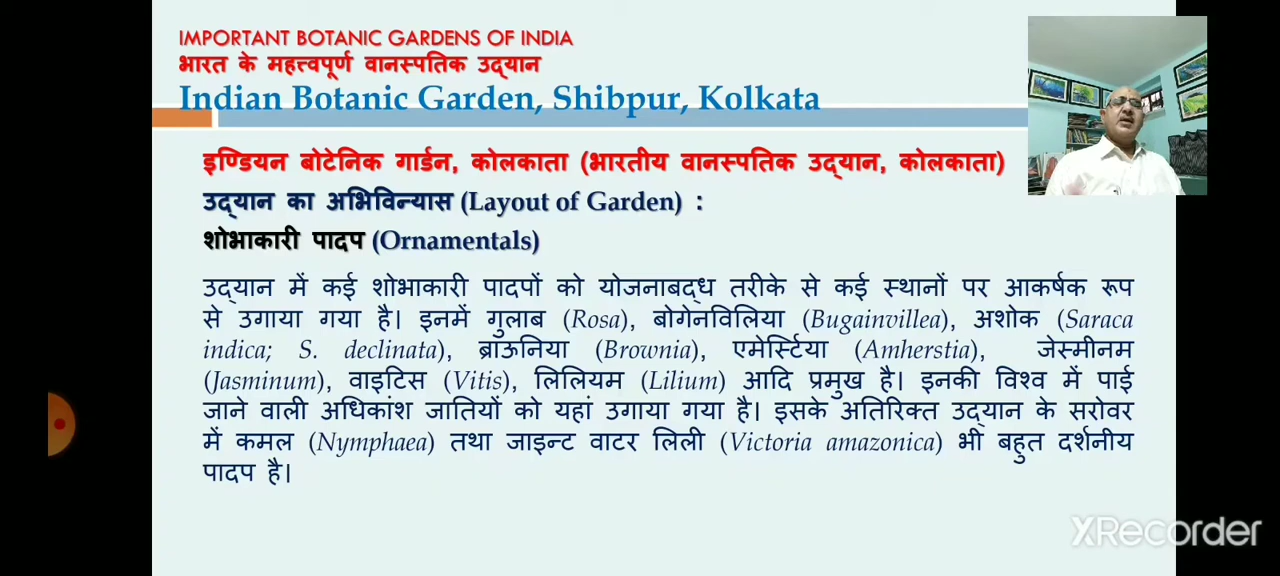 IMPORTANT BOTANIC GARDENS OF INDIA
भारत के महत्त्वपूर्ण वानस्पतिक उद्यान
Indian Botanic Garden, Shibpur, Kolkata
इण्डियन बोटेनिक गार्डन, कोलकाता (भारतीय वानस्पतिक उद्यान, कोलकाता)
उद्यान का अभिविन्यास (Layout of Garden) :
शोभाकारी पादप (Ornamentals)
उद्यान में कई शोभाकारी पादपों को योजनाबद्ध तरीके से कई स्थानों पर आकर्षक रूप
से उगाया गया है। इनमें गुलाब (Rosa), बोगेनविलिया (Bugainvillea), अशोक (Saraca
indica; S. declinata), ब्राऊनिया (Brownia), एमेर्स्टिया (Amherstia), जेस्मीनम
(Jasminum), वाइटिस (Vitis), लिलियम (Lilium) आदि प्रमुख है। इनकी विश्व में पाई
जाने वाली अधिकांश जातियों को यहां उगाया गया है। इसके अतिरिक्त उद्यान के सरोवर
में कमल (Nymphaea) तथा जाइन्ट वाटर लिली (Victoria amazonica) भी बहुत दर्शनीय
पादप है।
XRecorder